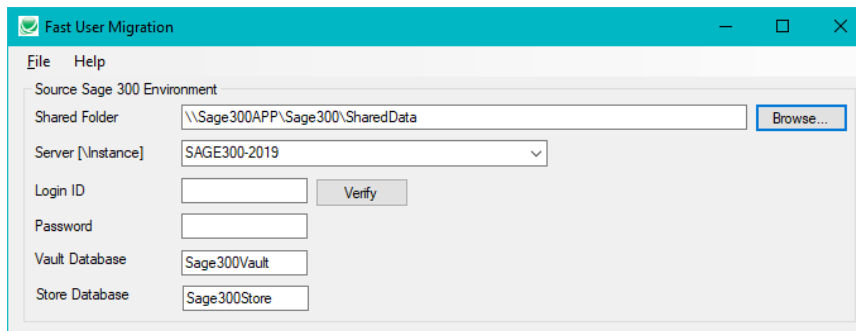 Fast User Migration
File Help
Source Sage 300 Environment
Shared Folder \\Sage300APP\Sage300\SharedData Browse...
Server [\Instance] SAGE300-2019
Login ID Verify
Password
Vault Database Sage300Vault
Store Database Sage300Store